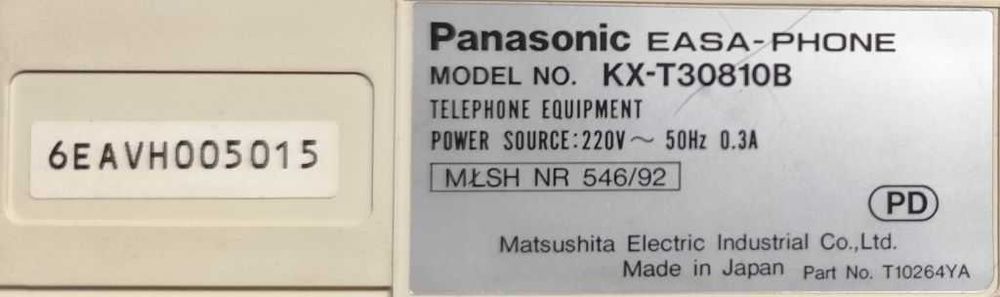 6EAVH005015
Panasonic EASA-PHONE
MODEL NO. KX-T30810B
TELEPHONE EQUIPMENT
POWER SOURCE:220V～ 50Hz 0.3A
MŁSH NR 546/92
PD
Matsushita Electric Industrial Co.,Ltd.
Made in Japan Part No. T10264YA